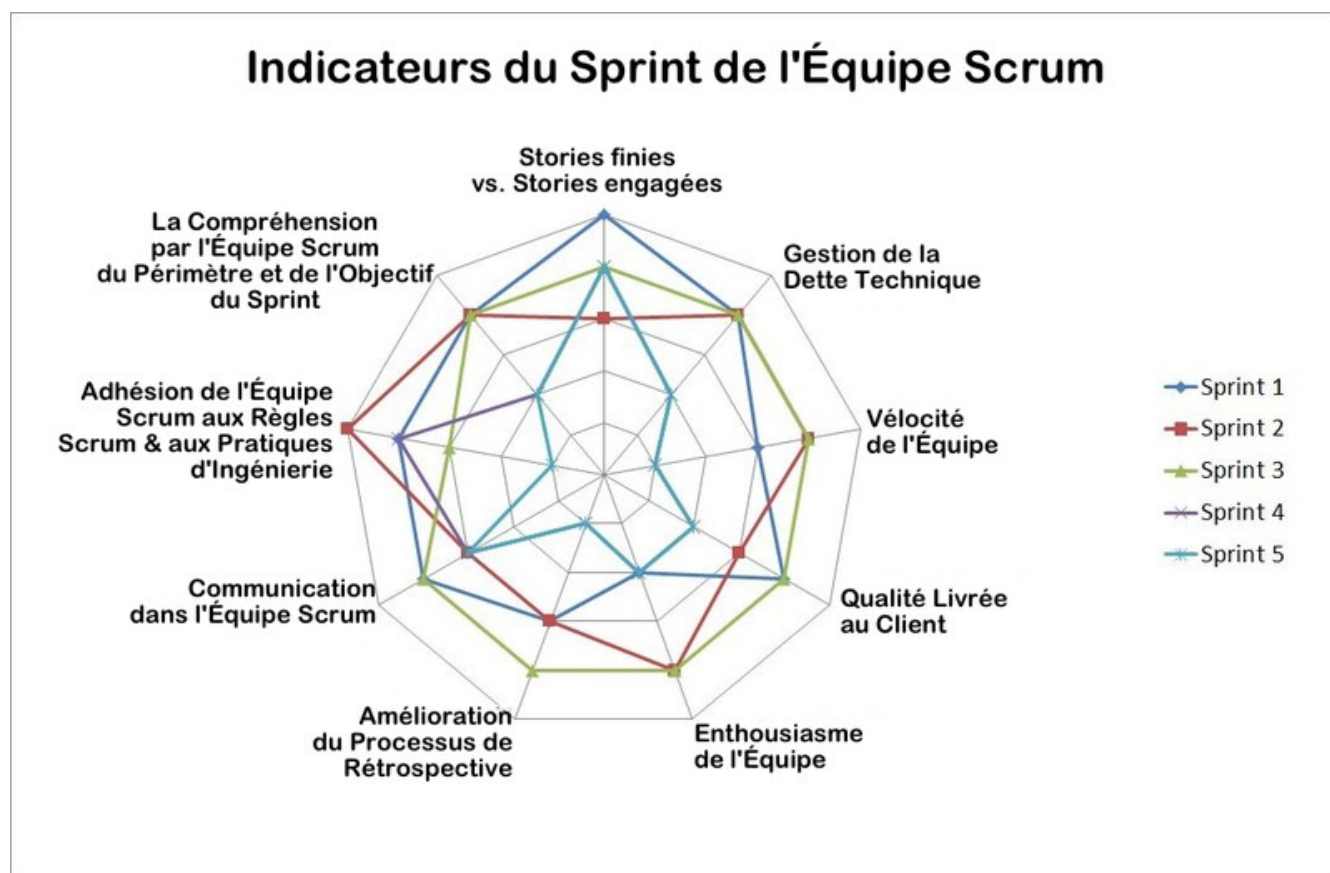 Indicateurs du Sprint de l'Équipe Scrum
Stories finies
vs. Stories engagées
La Compréhension
par l'Équipe Scrum
du Périmètre et de l'Objectif
du Sprint
Gestion de la
Dette Technique
Adhésion de l'Équipe
Scrum aux Règles
Scrum & aux Pratiques
d'Ingénierie
Vélocité
de l'Équipe
Communication
dans l'Équipe Scrum
Qualité Livrée
au Client
Amélioration
du Processus de
Rétrospective
Enthousiasme
de l'Équipe
Sprint 1
Sprint 2
Sprint 3
Sprint 4
Sprint 5